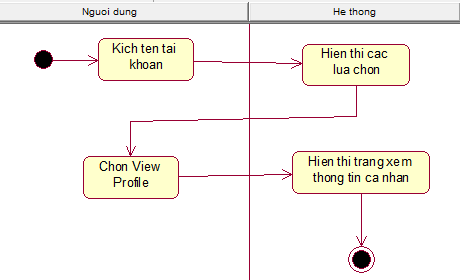 Nguoi dung
He thong
Kich ten tai
khoan
Hien thi cac
lua chon
Chon View
Profile
Hien thi trang xem
thong tin ca nhan